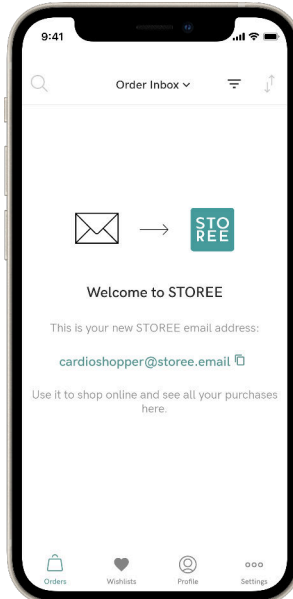 9:41
Order Inbox
STO
REE
Welcome to STOREE
This is your new STOREE email address:
cardioshopper@storee.email
Use it to shop online and see all your purchases
here.
Orders Wishlists Profile Settings